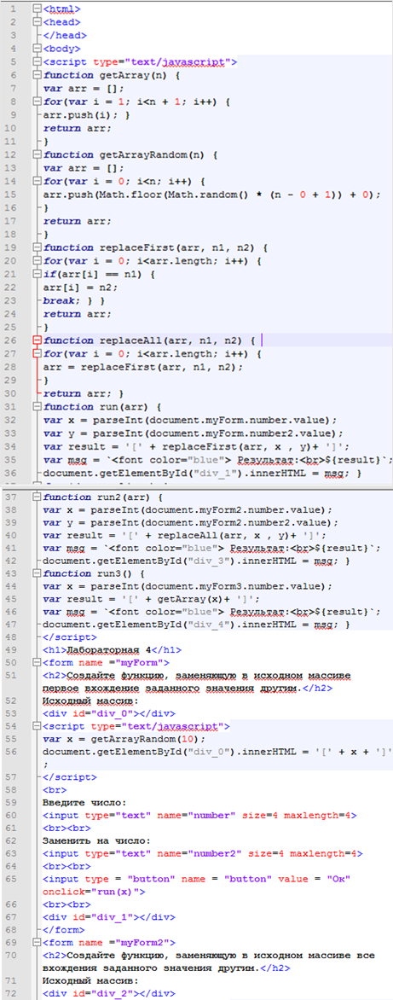 1 <html>
2 <head>
3 </head>
4 <body>
5 <script type="text/javascript">
6 function getArray(n) {
7 var arr = [];
8 for(var i = 1; i<n + 1; i++) {
9 arr.push(i); }
10 return arr;
11 }
12 function getArrayRandom(n) {
13 var arr = [];
14 for(var i = 0; i<n; i++) {
15 arr.push(Math.floor(Math.random() * (n - 0 + 1)) + 0);
16 }
17 return arr;
18 }
19 function replaceFirst(arr, n1, n2) {
20 for(var i = 0; i<arr.length; i++) {
21 if(arr[i] == n1) {
22 arr[i] = n2;
23 break; } }
24 return arr;
25 }
26 function replaceAll(arr, n1, n2) {
27 for(var i = 0; i<arr.length; i++) {
28 arr = replaceFirst(arr, n1, n2);
29 }
30 return arr; }
31 function run(arr) {
32 var x = parseInt(document.myForm.number.value);
33 var y = parseInt(document.myForm.number2.value);
34 var result = '[' + replaceFirst(arr, x , y)+ ']';
35 var msg = `<font color="blue"> Результат:<br>${result}`;
36 document.getElementById("div_1").innerHTML = msg; }
37 function run2(arr) {
38 var x = parseInt(document.myForm2.number.value);
39 var y = parseInt(document.myForm2.number2.value);
40 var result = '[' + replaceAll(arr, x , y)+ ']';
41 var msg = `<font color="blue"> Результат:<br>${result}`;
42 document.getElementById("div_3").innerHTML = msg; }
43 function run3() {
44 var x = parseInt(document.myForm3.number.value);
45 var result = '[' + getArray(x)+ ']';
46 var msg = `<font color="blue"> Результат:<br>${result}`;
47 document.getElementById("div_4").innerHTML = msg; }
48 </script>
49 <h1>Лабораторная 4</h1>
50 <form name ="myForm">
51 <h2>Создайте функцию, заменяющую в исходном массиве
первое вхождение заданного значения другим.</h2>
52 Исходный массив:
53 <div id="div_0"></div>
54 <script type="text/javascript">
55 var x = getArrayRandom(10);
56 document.getElementById("div_0").innerHTML = '[' + x + ']'
;
57 </script>
58 <br>
59 Введите число:
60 <input type="text" name="number" size=4 maxlength=4>
61 <br><br>
62 Заменить на число:
63 <input type="text" name="number2" size=4 maxlength=4>
64 <br><br>
65 <input type = "button" name = "button" value = "Ок"
onclick="run(x)">
66 <br><br>
67 <div id="div_1"></div>
68 </form>
69 <form name ="myForm2">
70 <h2>Создайте функцию, заменяющую в исходном массиве все
вхождения заданного значения другим.</h2>
71 Исходный массив:
72 <div id="div_2"></div>